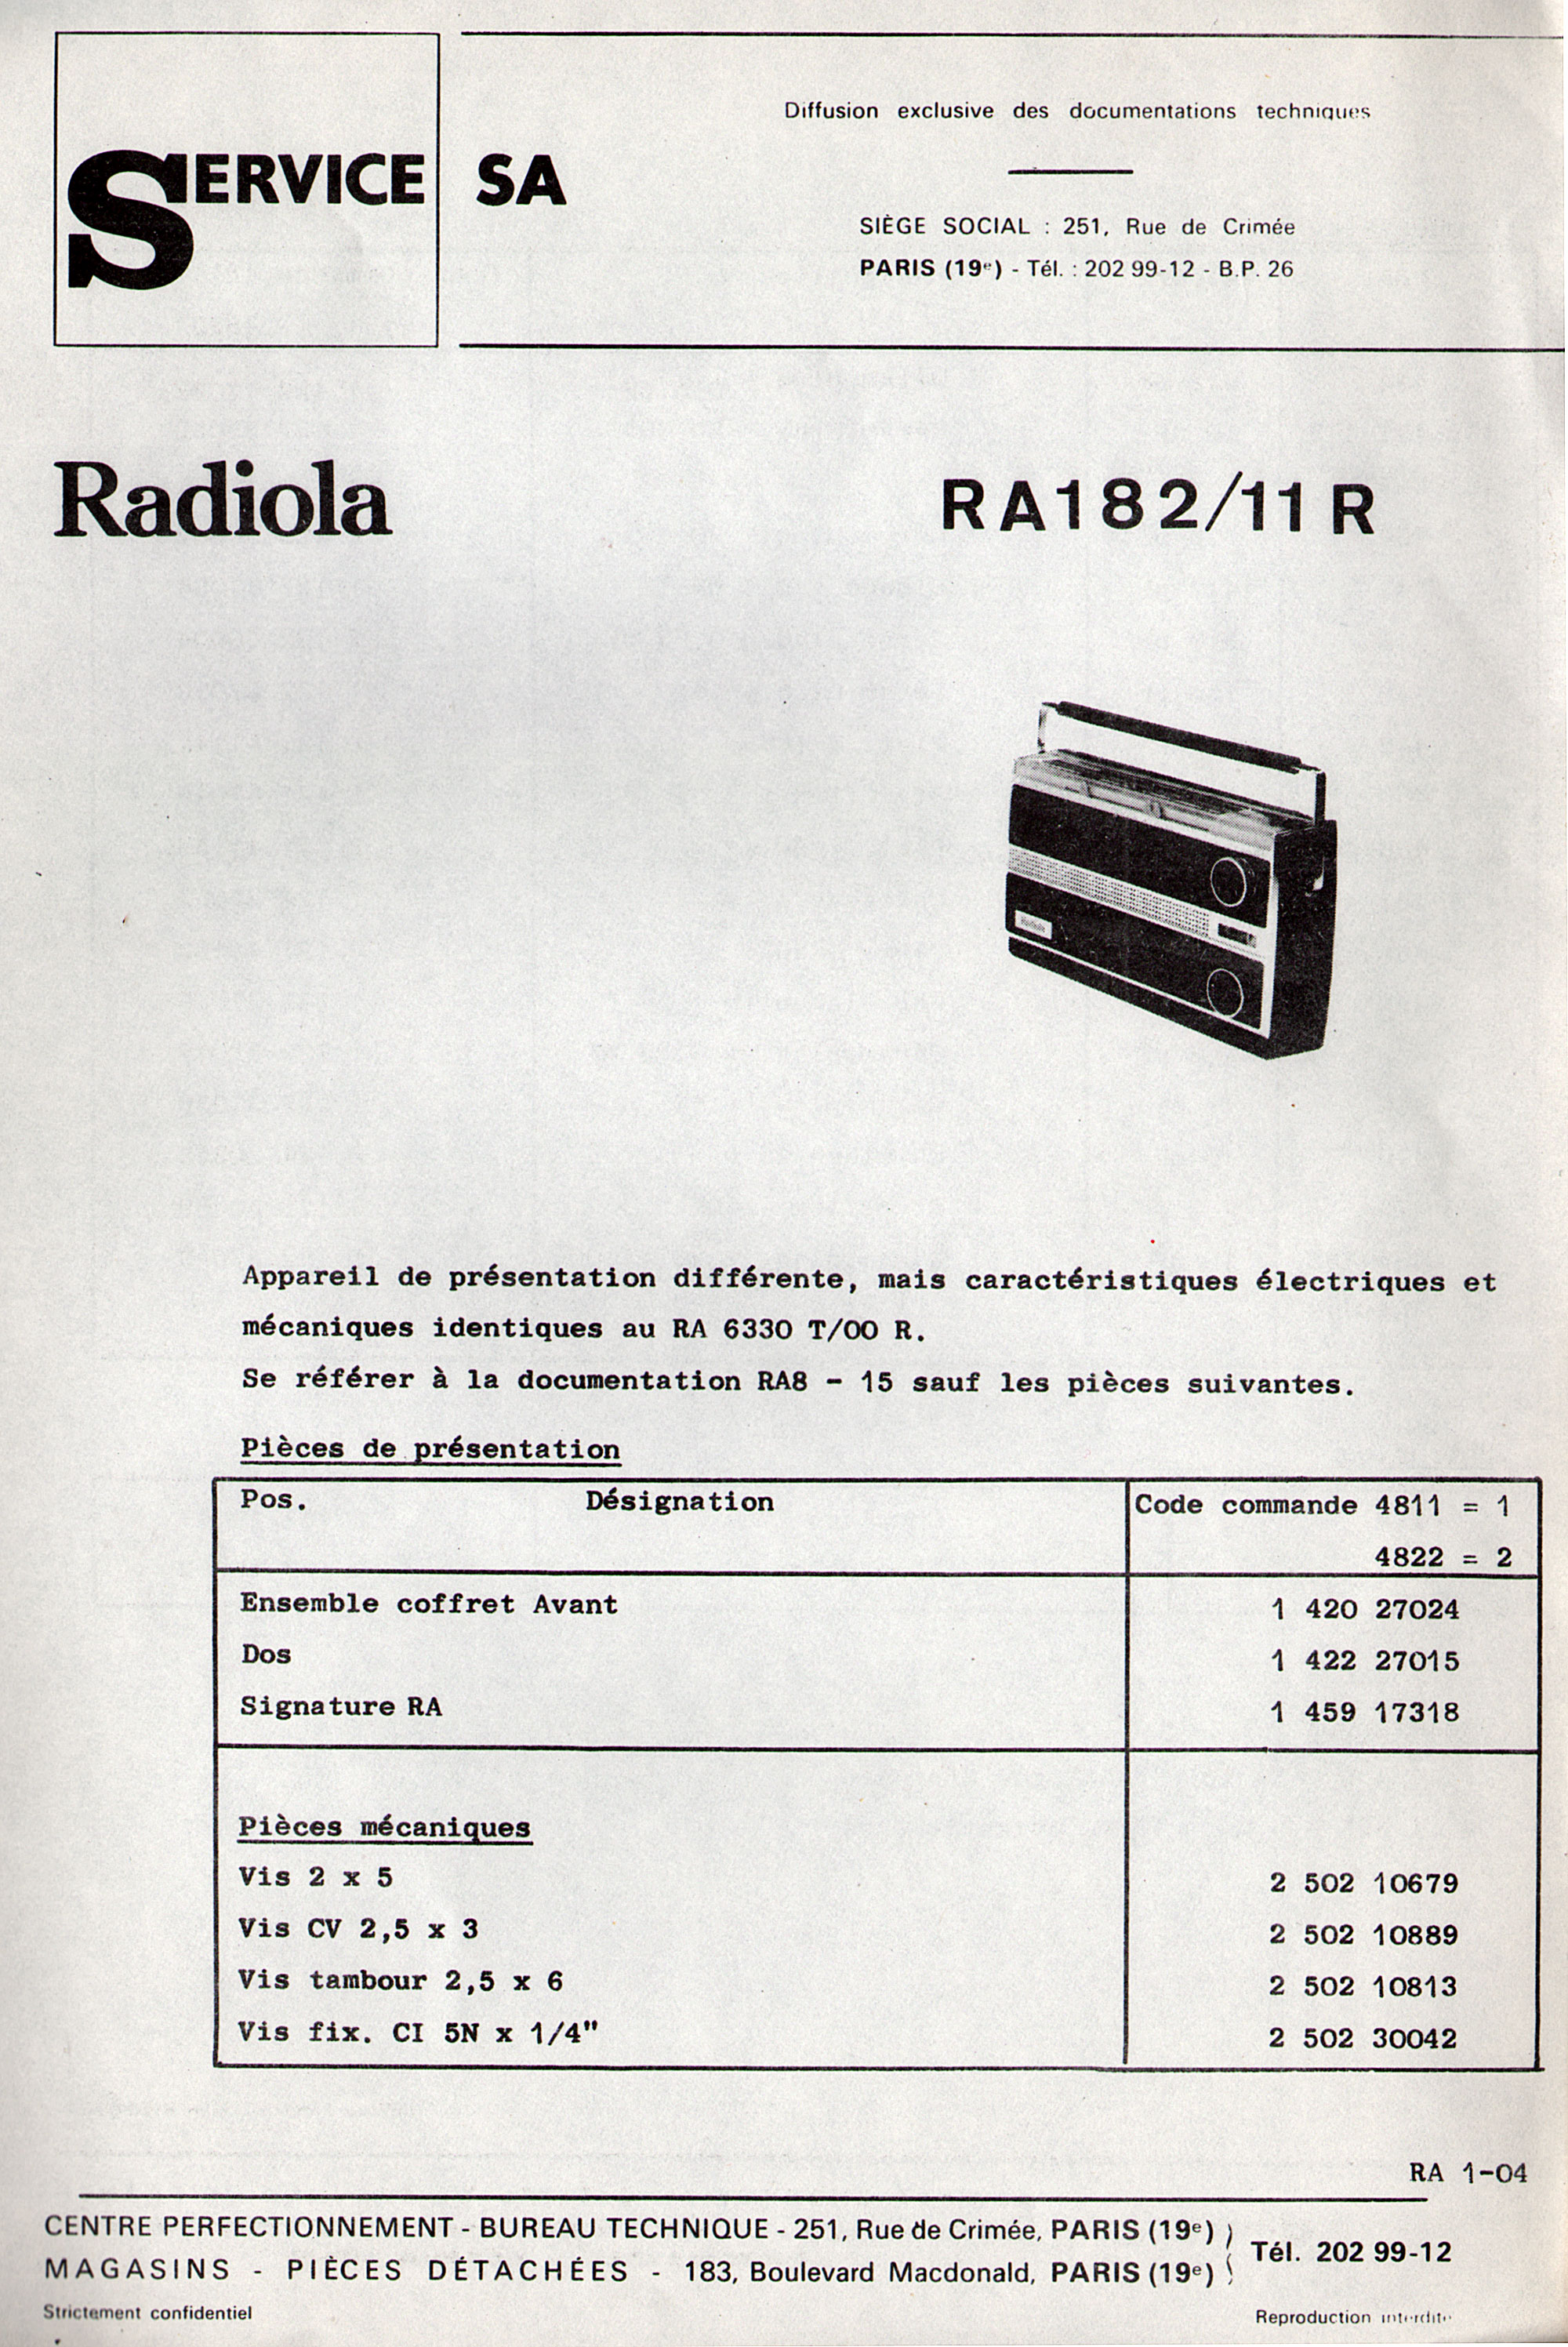 SERVICE SA
Diffusion exclusive des documentations techniques
SIÈGE SOCIAL : 251, Rue de Crimée
PARIS (19e) - Tél. : 202 99-12 - B.P. 26
Radiola
RA182/11 R
Radiola
Appareil de présentation différente, mais caractéristiques électriques et
mécaniques identiques au RA 6330 T/00 R.
Se référer à la documentation RA8 - 15 sauf les pièces suivantes.
Pièces de présentation
Pos. Désignation Code commande 4811 = 1
4822 = 2
Ensemble coffret Avant 1 420 27024
Dos 1 422 27015
Signature RA 1 459 17318
Pièces mécaniques
Vis 2 x 5 2 502 10679
Vis CV 2,5 x 3 2 502 10889
Vis tambour 2,5 x 6 2 502 10813
Vis fix. CI 5N x 1/4" 2 502 30042
RA 1-04
CENTRE PERFECTIONNEMENT - BUREAU TECHNIQUE - 251, Rue de Crimée, PARIS (19e)
MAGASINS - PIÈCES DÉTACHÉES - 183, Boulevard Macdonald, PARIS (19e)
Tél. 202 99-12
Strictement confidentiel
Reproduction interdite